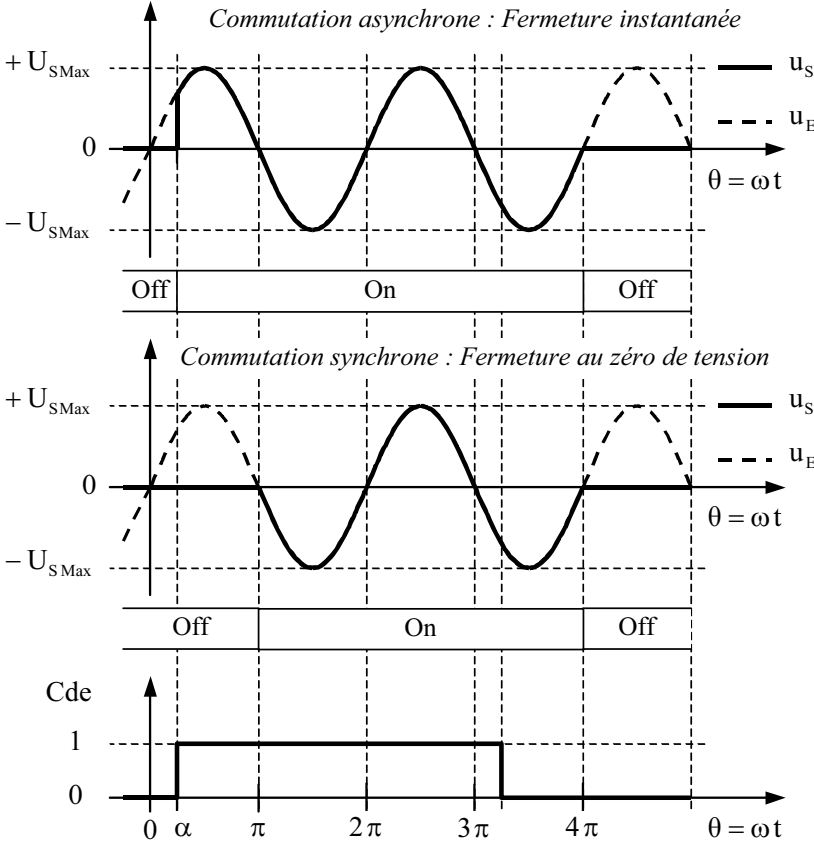 Commutation asynchrone : Fermeture instantanée
+ U_SMax
u_S
u_E
0
θ = ω t
− U_SMax
Off
On
Off
Commutation synchrone : Fermeture au zéro de tension
+ U_SMax
u_S
u_E
0
θ = ω t
− U_SMax
Off
On
Off
Cde
1
0
0 α π 2π 3π 4π θ = ω t